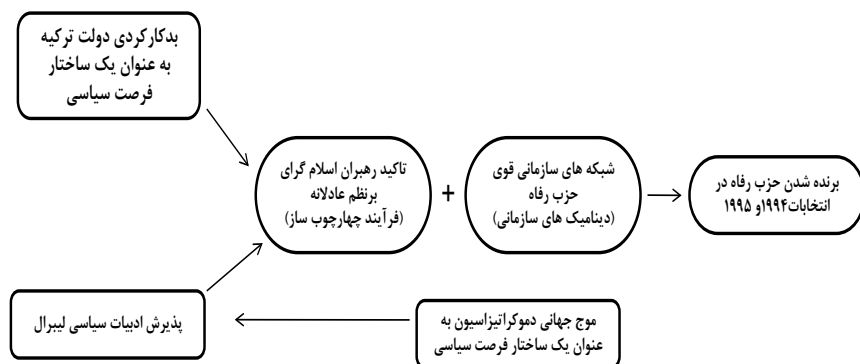 بدکارکردی دولت ترکیه
به عنوان یک ساختار
فرصت سیاسی
تاکید رهبران اسلام گرای
برنظم عادلانه
(فرآیند چهارچوب ساز)
+
شبکه های سازمانی قوی
حزب رفاه
(دینامیک های سازمانی)
برنده شدن حزب رفاه در
انتخابات۱۹۹۴و ۱۹۹۵
پذیرش ادبیات سیاسی لیبرال
موج جهانی دموکراتیزاسیون به
عنوان یک ساختار فرصت سیاسی